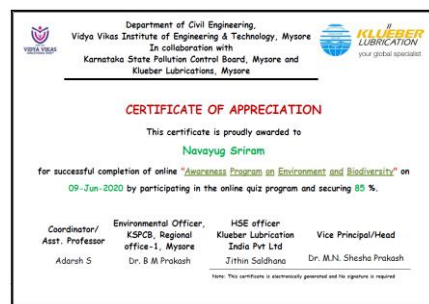 Department of Civil Engineering,
Vidya Vikas Institute of Engineering & Technology, Mysore
In collaboration with
Karnataka State Pollution Control Board, Mysore and
Klueber Lubrications, Mysore
VIDYA VIKAS
KLUEBER
LUBRICATION
your global specialist
CERTIFICATE OF APPRECIATION
This certificate is proudly awarded to
Navayug Sriram
for successful completion of online "Awareness Program on Environment and Biodiversity" on
09-Jun-2020 by participating in the online quiz program and securing 85 %.
Coordinator/
Asst. Professor
Adarsh S
Environmental Officer,
KSPCB, Regional
office-1, Mysore
Dr. B M Prakash
HSE officer
Klueber Lubrication
India Pvt Ltd
Jithin Saldhana
Vice Principal/Head
Dr. M.N. Shesha Prakash
Note: This certificate is electronically generated and No signature is required